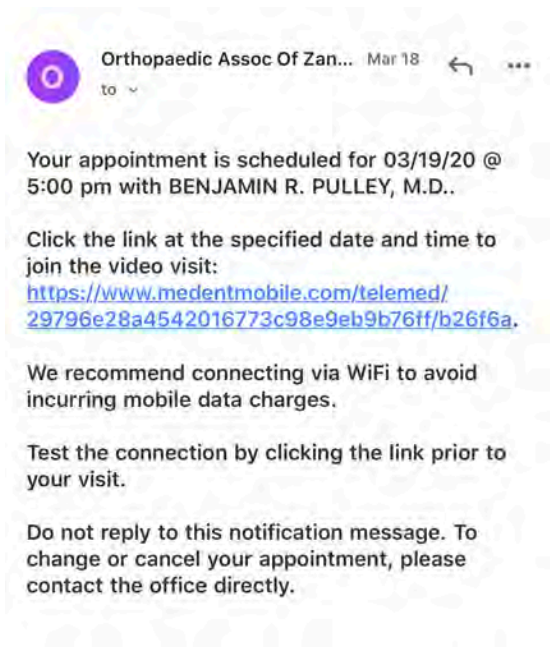 O
Orthopaedic Assoc Of Zan... Mar 18
to
Your appointment is scheduled for 03/19/20 @
5:00 pm with BENJAMIN R. PULLEY, M.D..
Click the link at the specified date and time to
join the video visit:
https://www.medentmobile.com/telemed/
29796e28a4542016773c98e9eb9b76ff/b26f6a.
We recommend connecting via WiFi to avoid
incurring mobile data charges.
Test the connection by clicking the link prior to
your visit.
Do not reply to this notification message. To
change or cancel your appointment, please
contact the office directly.